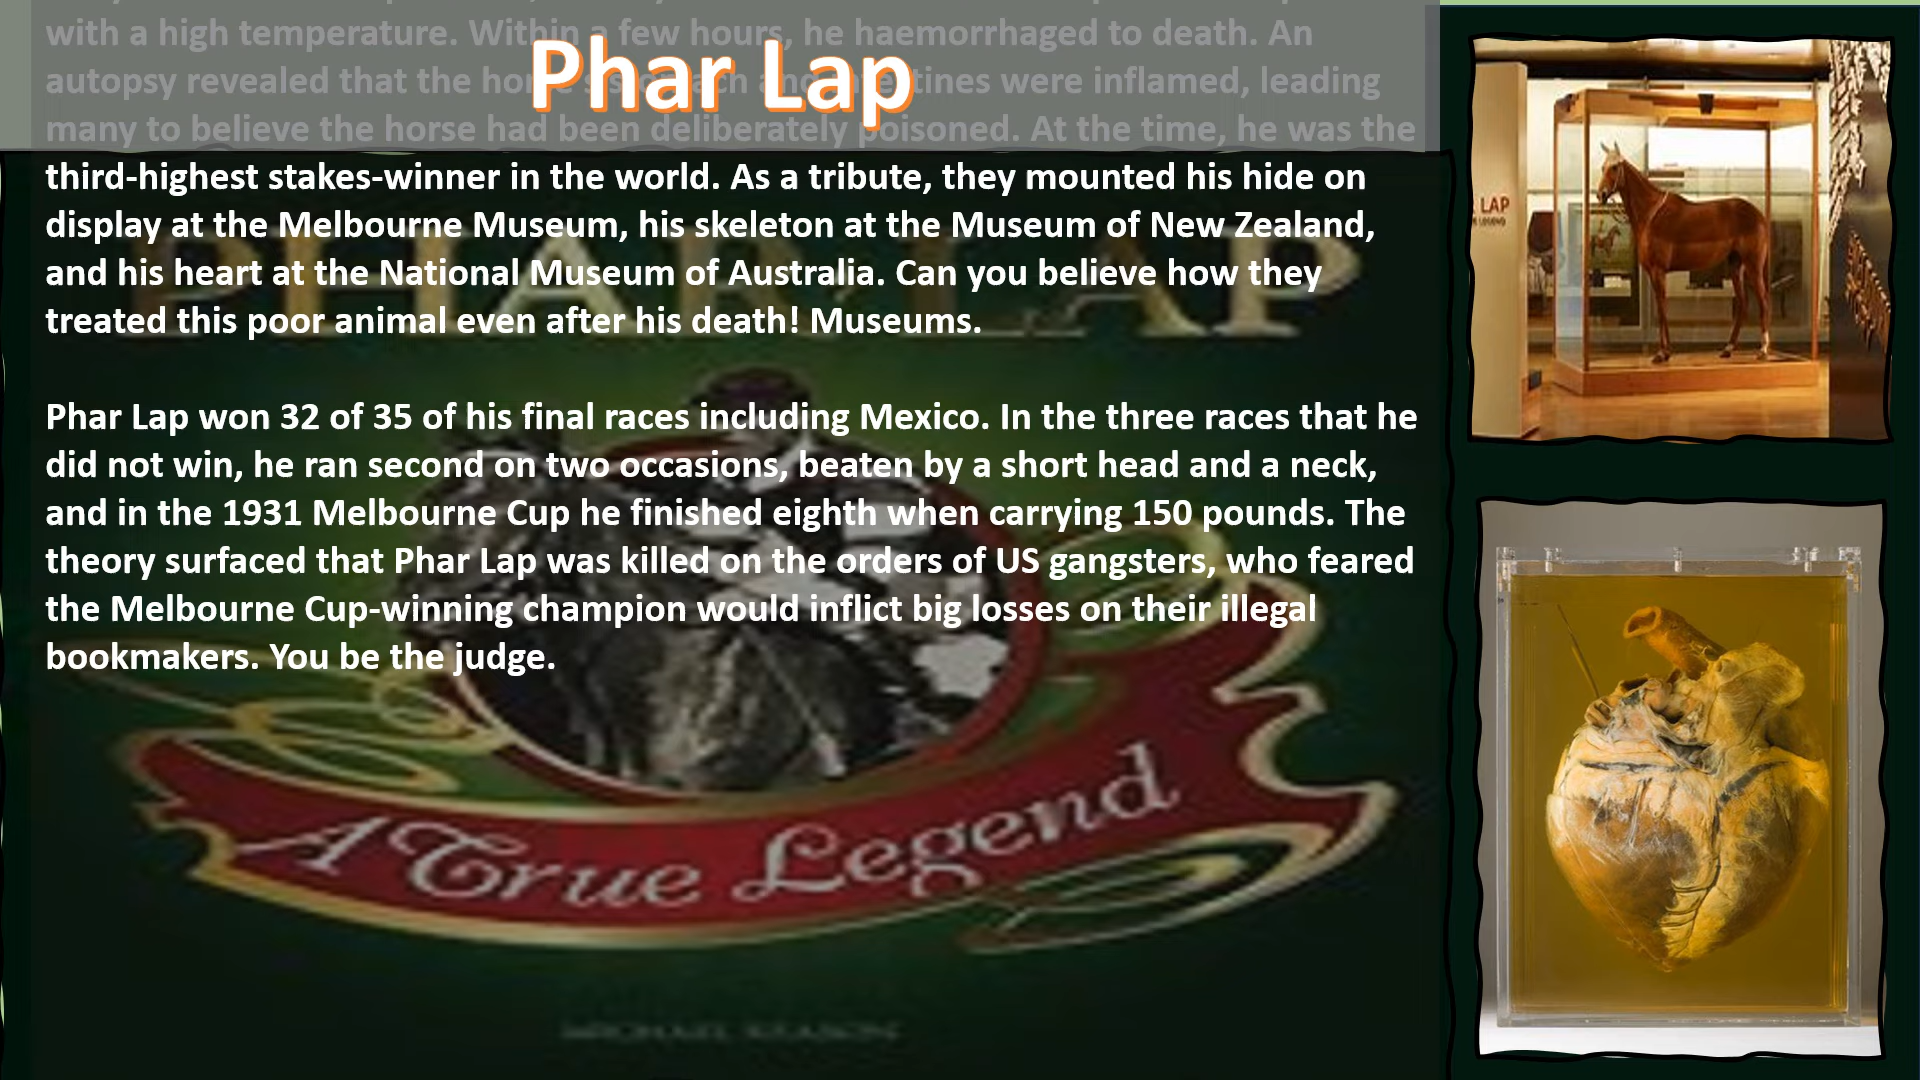 with a high temperature. Within a few hours, he haemorrhaged to death. An
Phar Lap
autopsy revealed that the horse's stomach and intestines were inflamed, leading
many to believe the horse had been deliberately poisoned. At the time, he was the
third-highest stakes-winner in the world. As a tribute, they mounted his hide on
display at the Melbourne Museum, his skeleton at the Museum of New Zealand,
and his heart at the National Museum of Australia. Can you believe how they
treated this poor animal even after his death! Museums.
PHAR LAP
Phar Lap won 32 of 35 of his final races including Mexico. In the three races that he
did not win, he ran second on two occasions, beaten by a short head and a neck,
and in the 1931 Melbourne Cup he finished eighth when carrying 150 pounds. The
theory surfaced that Phar Lap was killed on the orders of US gangsters, who feared
the Melbourne Cup-winning champion would inflict big losses on their illegal
bookmakers. You be the judge.
A True Legend
LAP
LEGEND